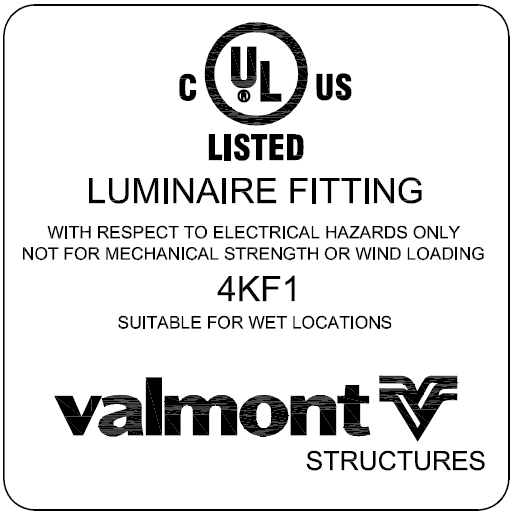 C UL® US
LISTED
LUMINAIRE FITTING
WITH RESPECT TO ELECTRICAL HAZARDS ONLY
NOT FOR MECHANICAL STRENGTH OR WIND LOADING
4KF1
SUITABLE FOR WET LOCATIONS
valmont
STRUCTURES